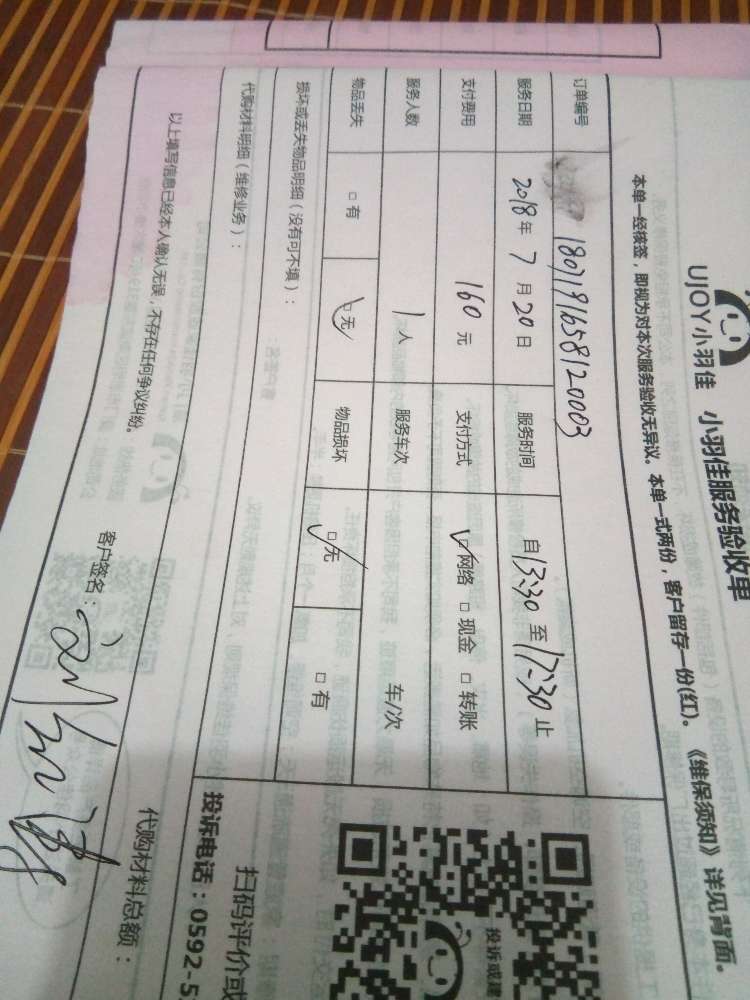 UJOY小羽佳 小羽佳服务验收单
本单一经核签，即视为对本次服务验收无异议。本单一式两份，客户留存一份(红)。《维保须知》详见背面。
订单编号 1807191658120003
服务日期 2018年7月20日 服务时间 自13:30至17:30止
支付费用 160元 支付方式 网络 现金 转账
服务人数 1人 服务车次 车/次
物品丢失 有 无 物品损坏 无 有
损坏或丢失物品明细（没有可不填）：
代购材料明细（维修业务）：
代购材料总额：
以上填写信息已经本人确认无误，不存在任何争议纠纷。
客户签名：
投诉或建
扫码评价或
投诉电话：0592-5